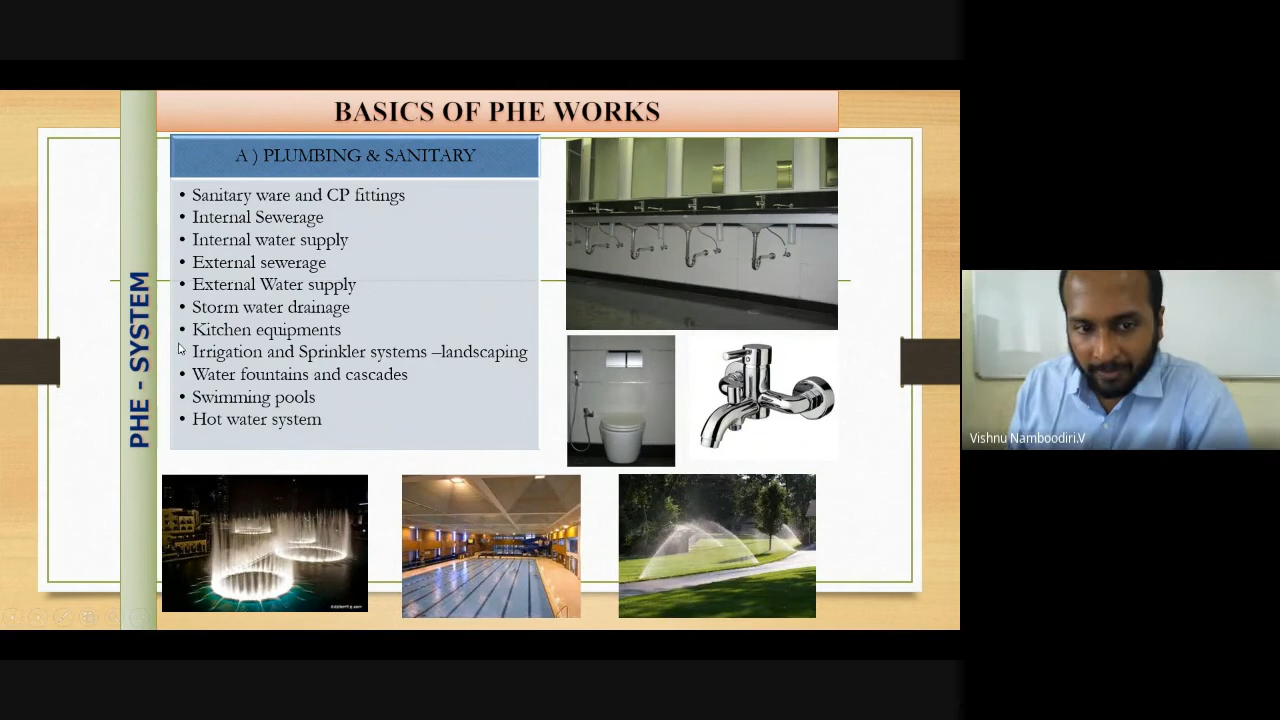 BASICS OF PHE WORKS
A ) PLUMBING & SANITARY
• Sanitary ware and CP fittings
• Internal Sewerage
• Internal water supply
• External sewerage
• External Water supply
• Storm water drainage
• Kitchen equipments
Irrigation and Sprinkler systems –landscaping
• Water fountains and cascades
• Swimming pools
• Hot water system
PHE - SYSTEM
Vishnu Namboodiri.V